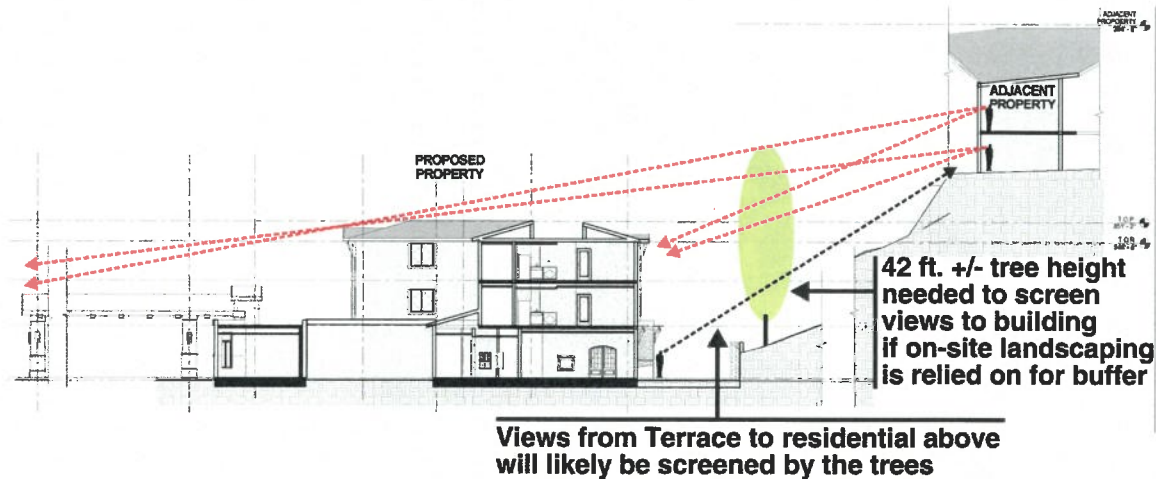 ADJACENT
PROPERTY
ADJACENT
PROPERTY
PROPOSED
PROPERTY
TOP
42 ft. +/- tree height
needed to screen
views to building
if on-site landscaping
is relied on for buffer
Views from Terrace to residential above
will likely be screened by the trees